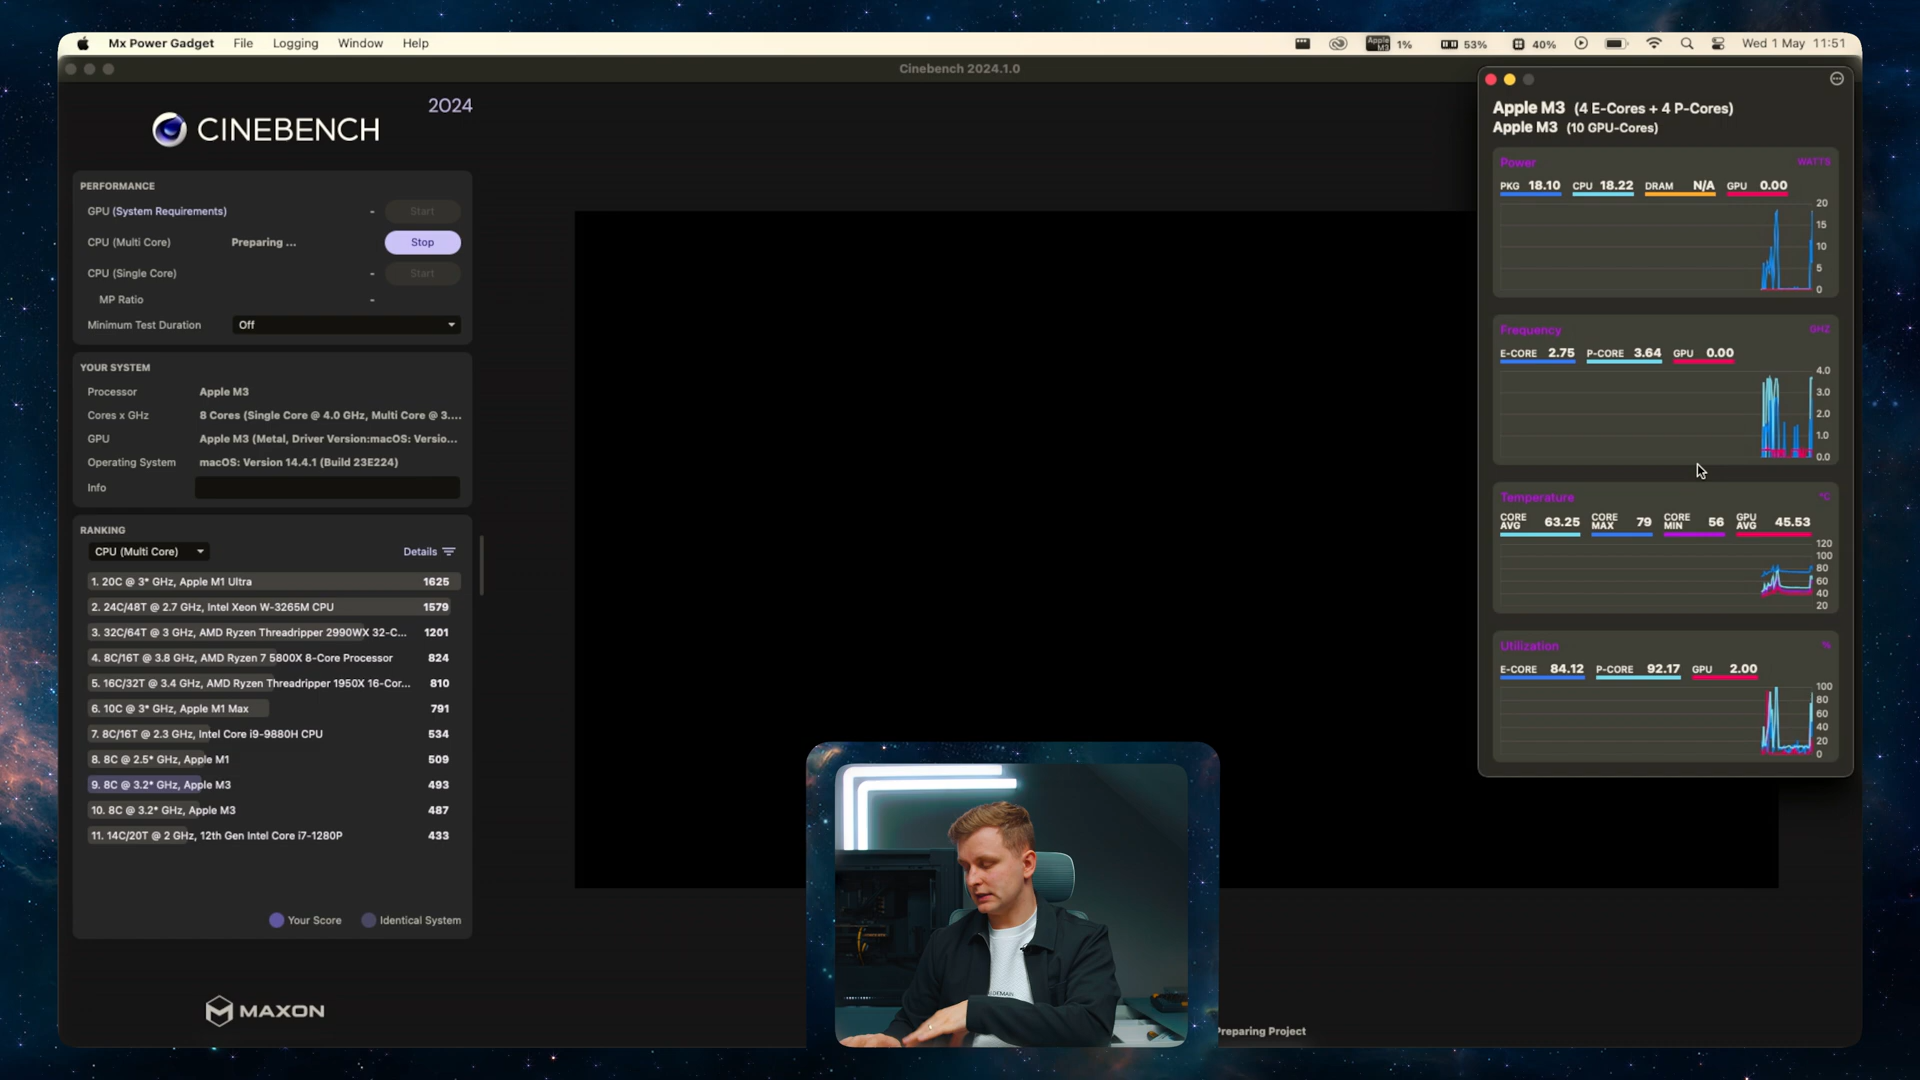 Mx Power Gadget File Logging Window Help
Apple M3 1% 53% 40% Wed 1 May 11:51
Cinebench 2024.1.0
2024
CINEBENCH
PERFORMANCE
GPU (System Requirements) - Start
CPU (Multi Core) Preparing ... Stop
CPU (Single Core) - Start
MP Ratio -
Minimum Test Duration Off
YOUR SYSTEM
Processor Apple M3
Cores x GHz 8 Cores (Single Core @ 4.0 GHz, Multi Core @ 3....
GPU Apple M3 (Metal, Driver Version:macOS: Versio...
Operating System macOS: Version 14.4.1 (Build 23E224)
Info
RANKING
CPU (Multi Core) Details
1. 20C @ 3* GHz, Apple M1 Ultra 1625
2. 24C/48T @ 2.7 GHz, Intel Xeon W-3265M CPU 1579
3. 32C/64T @ 3 GHz, AMD Ryzen Threadripper 2990WX 32-C... 1201
4. 8C/16T @ 3.8 GHz, AMD Ryzen 7 5800X 8-Core Processor 824
5. 16C/32T @ 3.4 GHz, AMD Ryzen Threadripper 1950X 16-Cor... 810
6. 10C @ 3* GHz, Apple M1 Max 791
7. 8C/16T @ 2.3 GHz, Intel Core i9-9880H CPU 534
8. 8C @ 2.5* GHz, Apple M1 509
9. 8C @ 3.2* GHz, Apple M3 493
10. 8C @ 3.2* GHz, Apple M3 487
11. 14C/20T @ 2 GHz, 12th Gen Intel Core i7-1280P 433
Your Score Identical System
MAXON
Preparing Project
Apple M3 (4 E-Cores + 4 P-Cores)
Apple M3 (10 GPU-Cores)
Power WATTS
PKG 18.10 CPU 18.22 DRAM N/A GPU 0.00
20
15
10
5
0
Frequency GHZ
E-CORE 2.75 P-CORE 3.64 GPU 0.00
4.0
3.0
2.0
1.0
0.0
Temperature °C
CORE AVG 63.25 CORE MAX 79 CORE MIN 56 GPU AVG 45.53
120
100
80
60
40
20
Utilization %
E-CORE 84.12 P-CORE 92.17 GPU 2.00
100
80
60
40
20
0